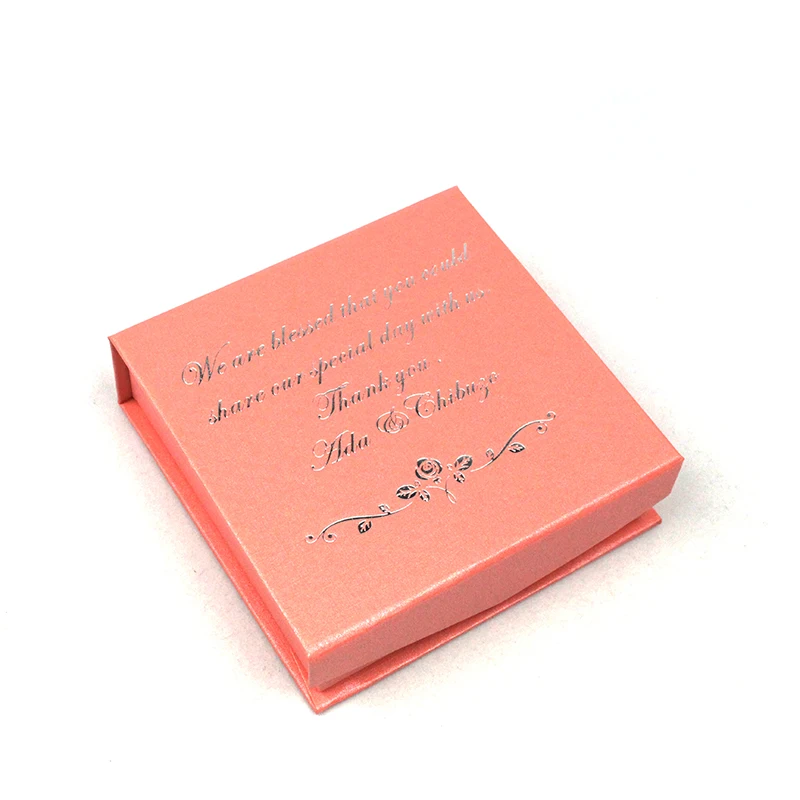 We are blessed that you could
share our special day with us.
Thank you .
Ada & Chibuzo